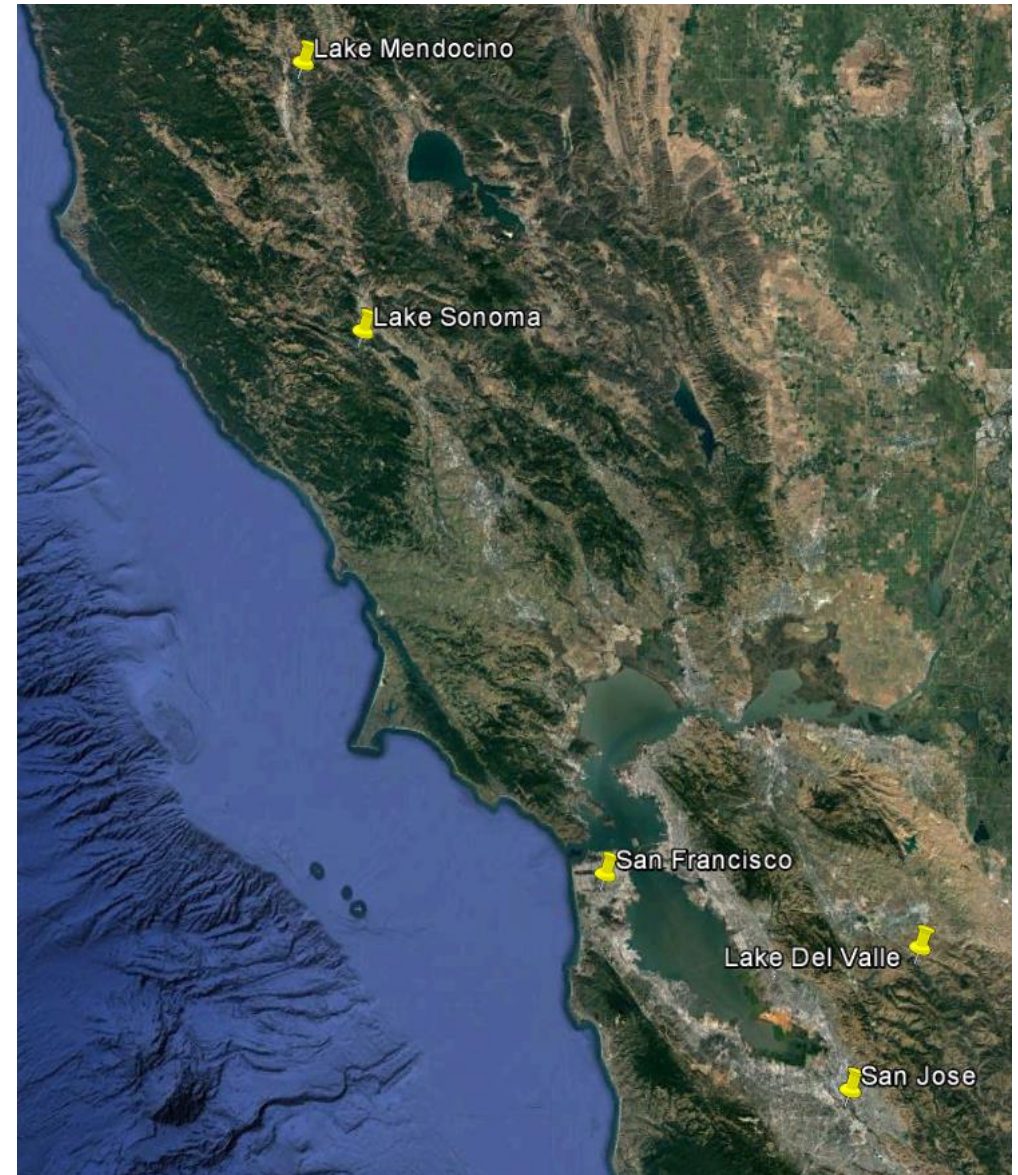 Lake Mendocino
Lake Sonoma
San Francisco
Lake Del Valle
San Jose